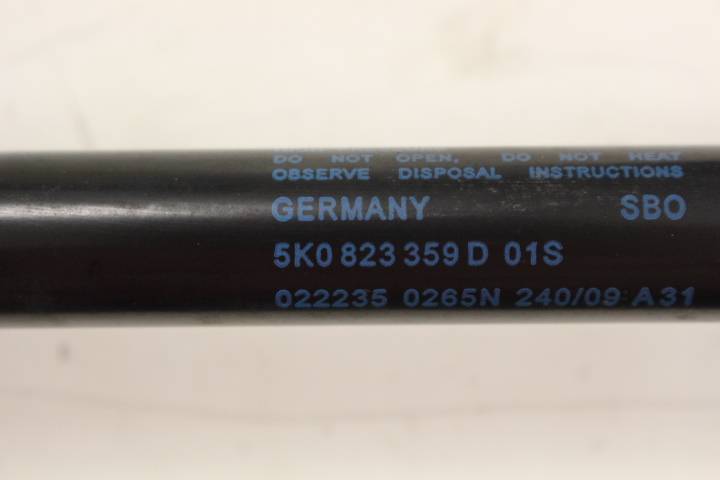 DO NOT OPEN, DO NOT HEAT
OBSERVE DISPOSAL INSTRUCTIONS
GERMANY SBO
5K0 823 359 D 01S
022235 0265N 240/09 A31